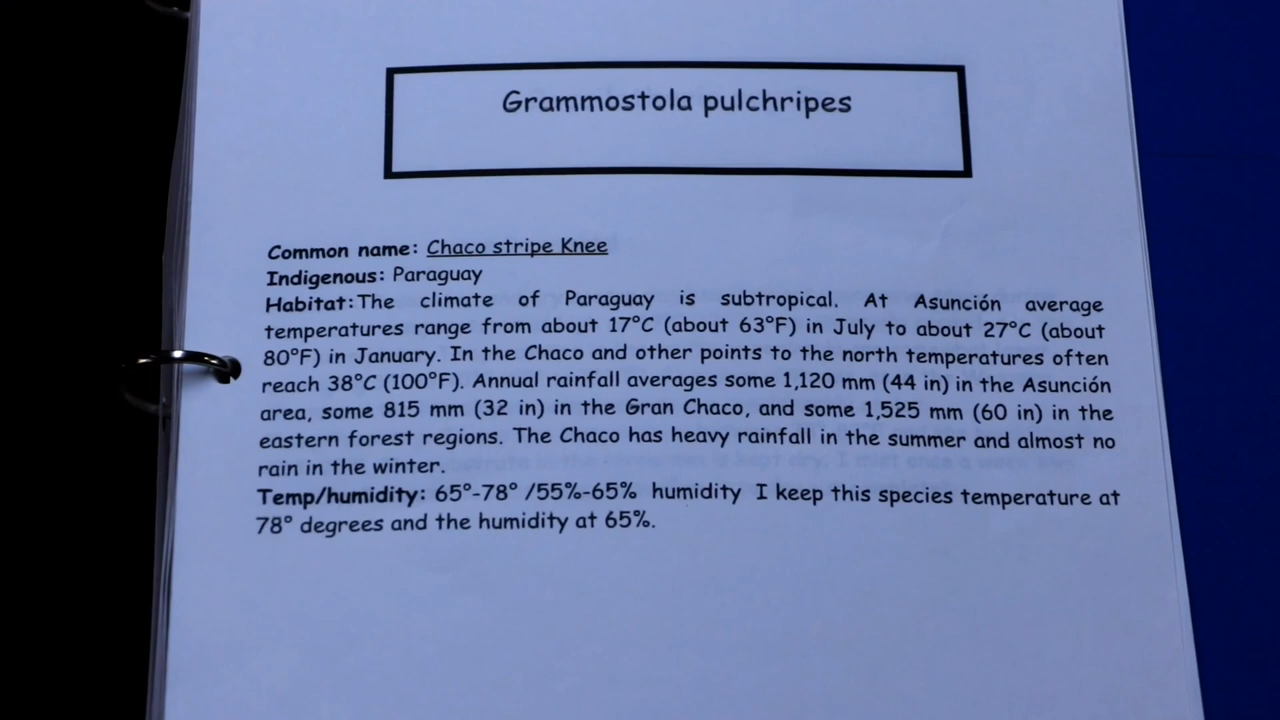 Grammostola pulchripes
Common name: Chaco stripe Knee
Indigenous: Paraguay
Habitat: The climate of Paraguay is subtropical. At Asunción average
temperatures range from about 17°C (about 63°F) in July to about 27°C (about
80°F) in January. In the Chaco and other points to the north temperatures often
reach 38°C (100°F). Annual rainfall averages some 1,120 mm (44 in) in the Asunción
area, some 815 mm (32 in) in the Gran Chaco, and some 1,525 mm (60 in) in the
eastern forest regions. The Chaco has heavy rainfall in the summer and almost no
rain in the winter.
Temp/humidity: 65°-78° /55%-65% humidity I keep this species temperature at
78° degrees and the humidity at 65%.